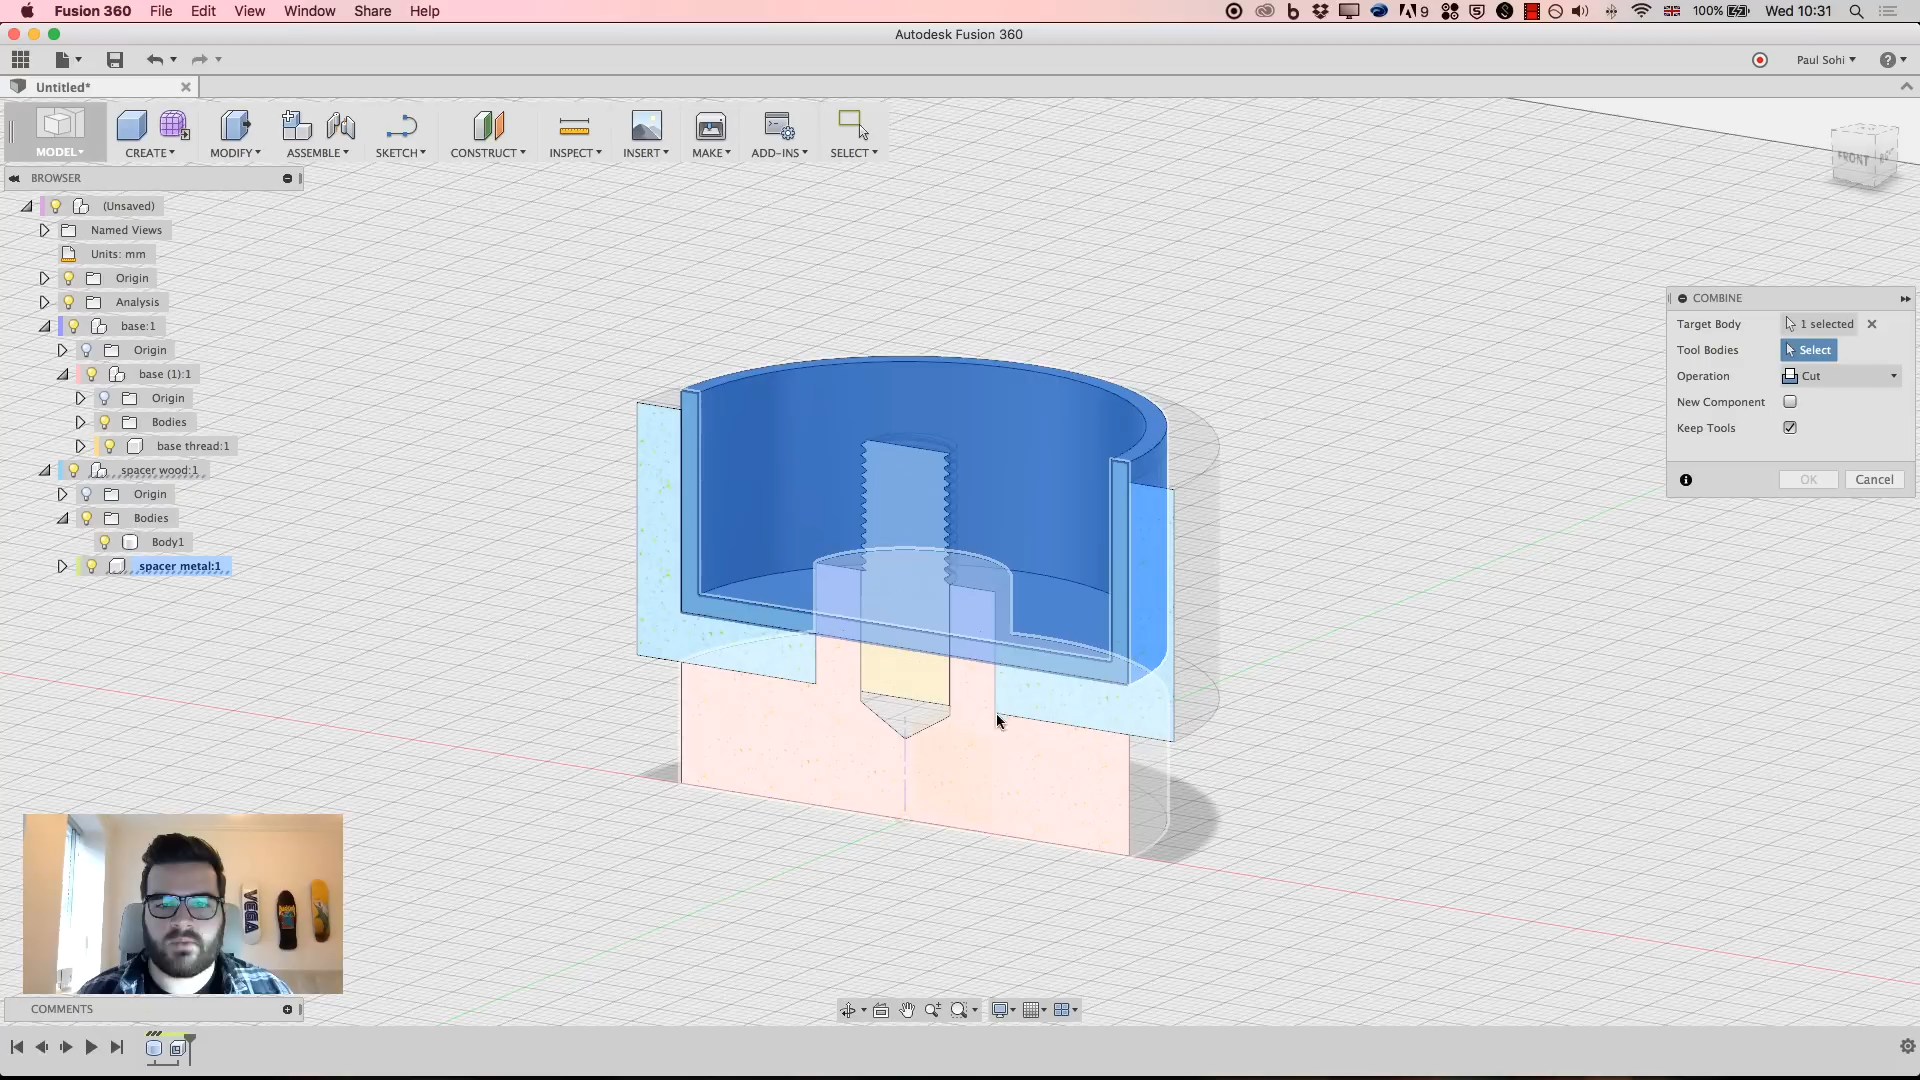 Fusion 360 File Edit View Window Share Help 9 100% Wed 10:31
Autodesk Fusion 360
Paul Sohi
Untitled*
MODEL CREATE MODIFY ASSEMBLE SKETCH CONSTRUCT INSPECT INSERT MAKE ADD-INS SELECT
BROWSER
(Unsaved)
Named Views
Units: mm
Origin
Analysis
base:1
Origin
base (1):1
Origin
Bodies
base thread:1
spacer wood:1
Origin
Bodies
Body1
spacer metal:1
FRONT
COMBINE
Target Body 1 selected
Tool Bodies Select
Operation Cut
New Component
Keep Tools
OK Cancel
VEGA
COMMENTS